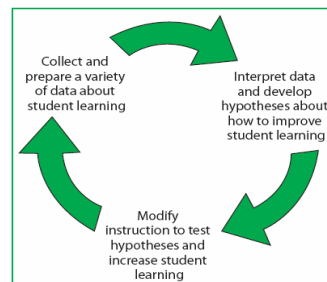 Collect and
prepare a variety
of data about
student learning
Interpret data
and develop
hypotheses about
how to improve
student learning
Modify
instruction to test
hypotheses and
increase student
learning